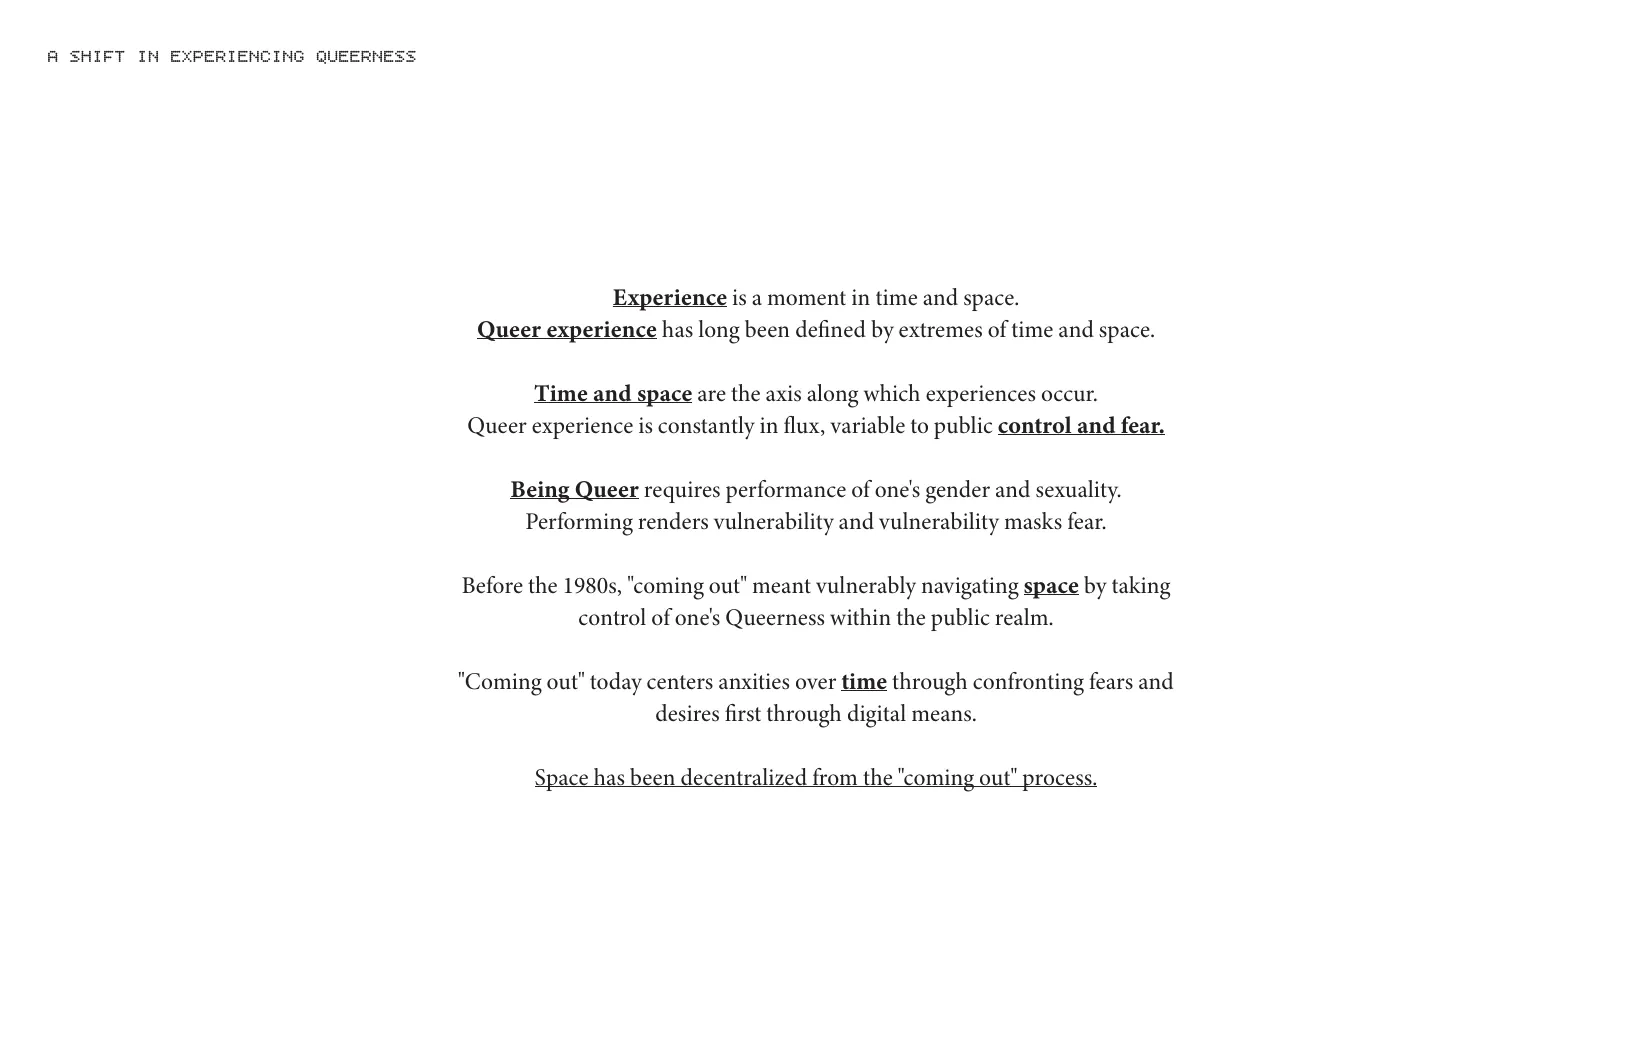 A SHIFT IN EXPERIENCING QUEERNESS
Experience is a moment in time and space.
Queer experience has long been defined by extremes of time and space.
Time and space are the axis along which experiences occur.
Queer experience is constantly in flux, variable to public control and fear.
Being Queer requires performance of one's gender and sexuality.
Performing renders vulnerability and vulnerability masks fear.
Before the 1980s, "coming out" meant vulnerably navigating space by taking
control of one's Queerness within the public realm.
"Coming out" today centers anxities over time through confronting fears and
desires first through digital means.
Space has been decentralized from the "coming out" process.